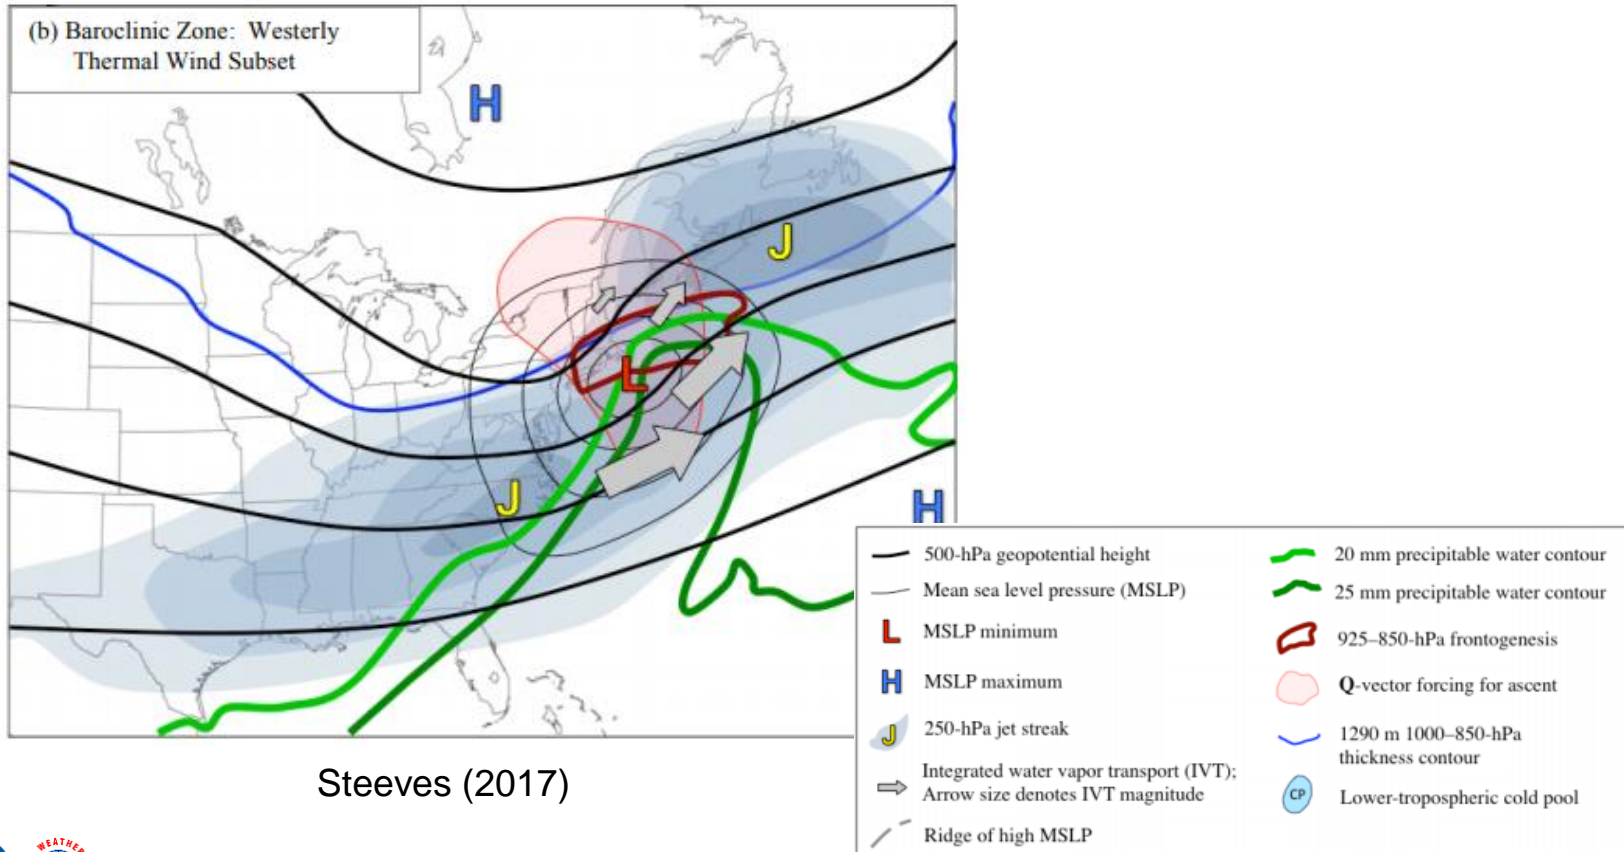 (b) Baroclinic Zone: Westerly
Thermal Wind Subset
H
J
L
J
H
500-hPa geopotential height
Mean sea level pressure (MSLP)
L MSLP minimum
H MSLP maximum
J 250-hPa jet streak
Integrated water vapor transport (IVT);
Arrow size denotes IVT magnitude
Ridge of high MSLP
20 mm precipitable water contour
25 mm precipitable water contour
925–850-hPa frontogenesis
Q-vector forcing for ascent
1290 m 1000–850-hPa
thickness contour
CP Lower-tropospheric cold pool
Steeves (2017)
WEATHER